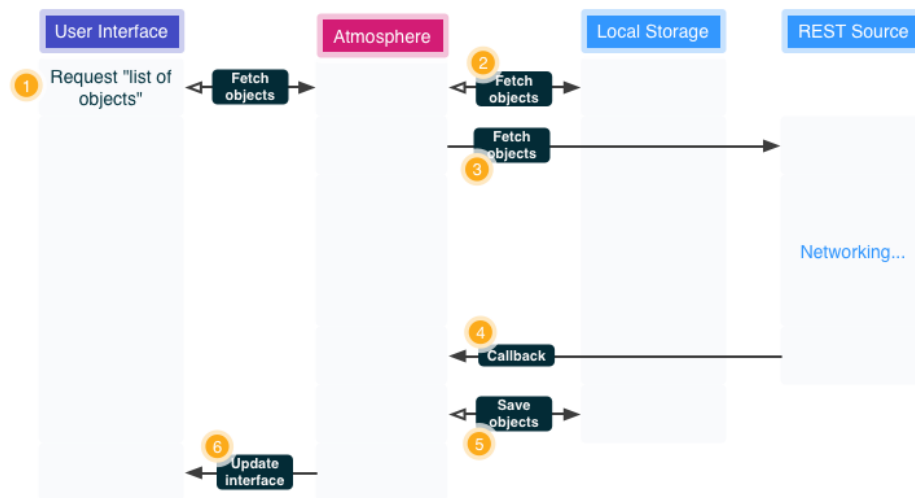 User Interface
Atmosphere
Local Storage
REST Source
1
Request "list of
objects"
Fetch
objects
2
Fetch
objects
Fetch
objects
3
Networking...
4
Callback
Save
objects
5
6
Update
interface